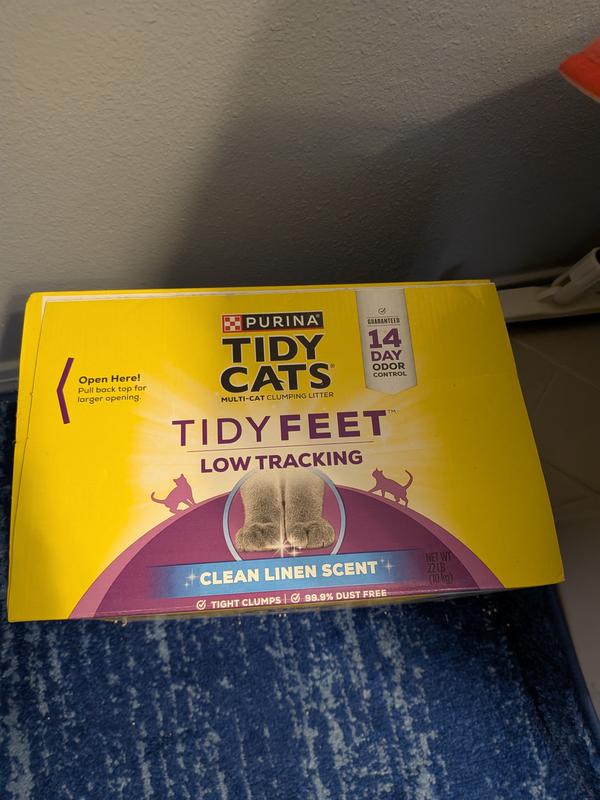 PURINA®
TIDY
CATS®
MULTI-CAT CLUMPING LITTER
GUARANTEED
14
DAY
ODOR
CONTROL
Open Here!
Pull back top for
larger opening.
TIDY FEET™
LOW TRACKING
CLEAN LINEN SCENT
NET WT
22 LB
(10 kg)
TIGHT CLUMPS | 99.9% DUST FREE